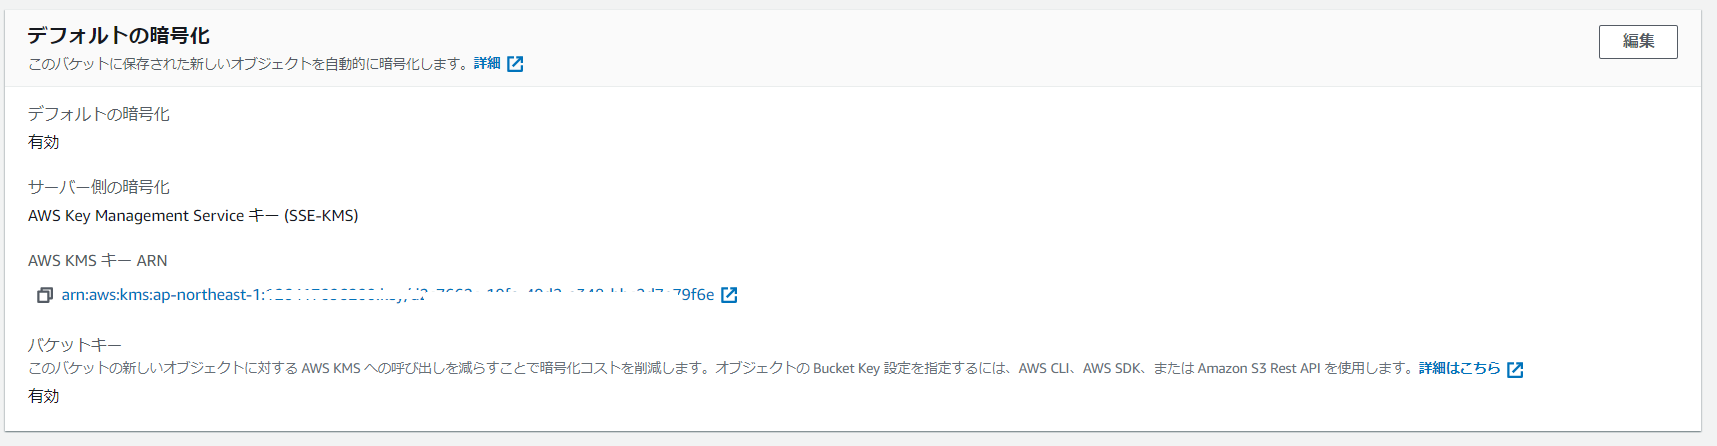 デフォルトの暗号化
編集
このバケットに保存された新しいオブジェクトを自動的に暗号化します。詳細
デフォルトの暗号化
有効
サーバー側の暗号化
AWS Key Management Service キー (SSE-KMS)
AWS KMS キー ARN
arn:aws:kms:ap-northeast-1:
バケットキー
このバケットの新しいオブジェクトに対する AWS KMS への呼び出しを減らすことで暗号化コストを削減します。オブジェクトの Bucket Key 設定を指定するには、AWS CLI、AWS SDK、または Amazon S3 Rest API を使用します。詳細はこちら
有効